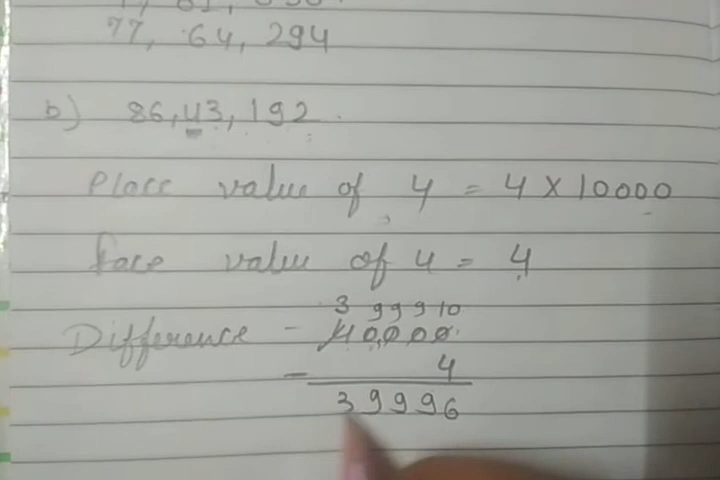 77, 64, 294
b) 86,43,192.
Place value of 4 = 4 × 10000
Face value of 4 = 4
3 9 9 9 10
Difference - 40,000
- 4
39996